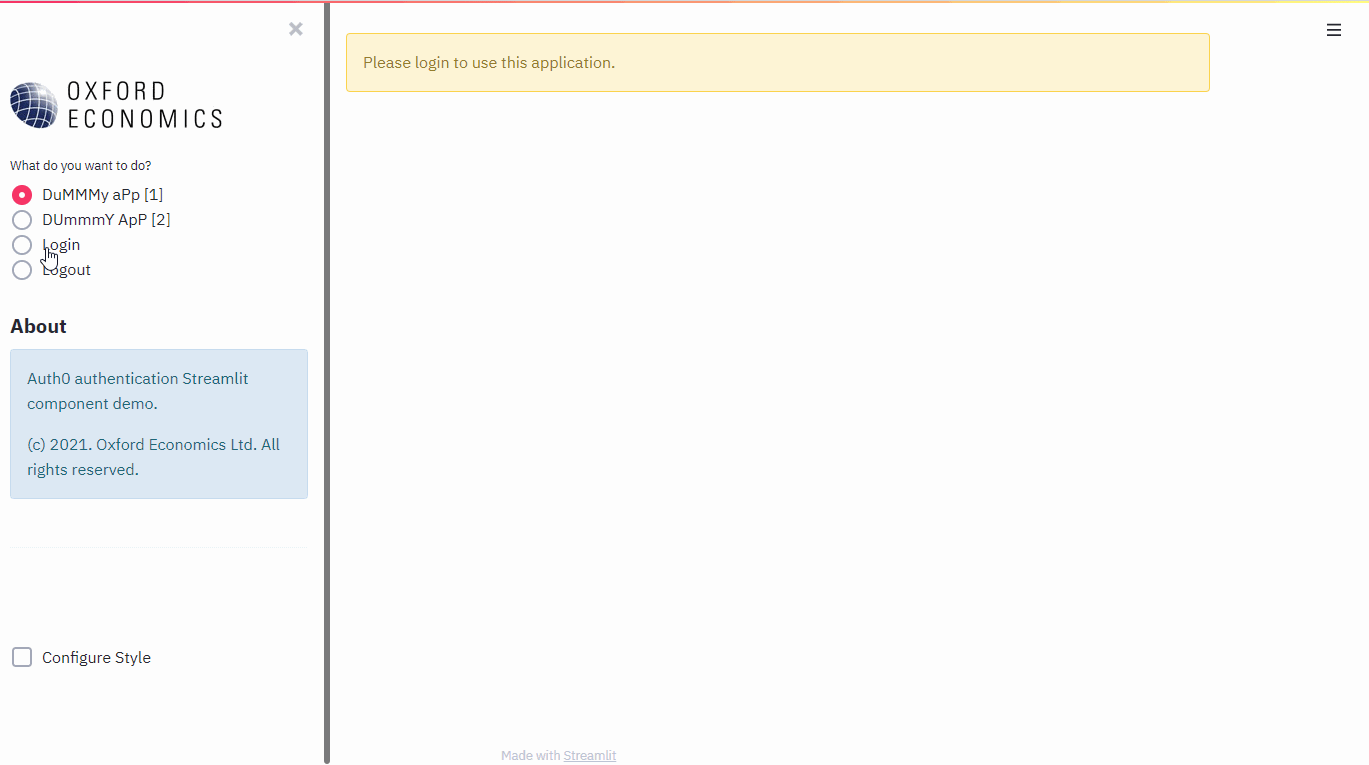 OXFORD
ECONOMICS
What do you want to do?
DuMMMy aPp [1]
DUmmmY ApP [2]
Login
Logout
About
Auth0 authentication Streamlit
component demo.
(c) 2021. Oxford Economics Ltd. All
rights reserved.
Configure Style
Please login to use this application.
Made with Streamlit